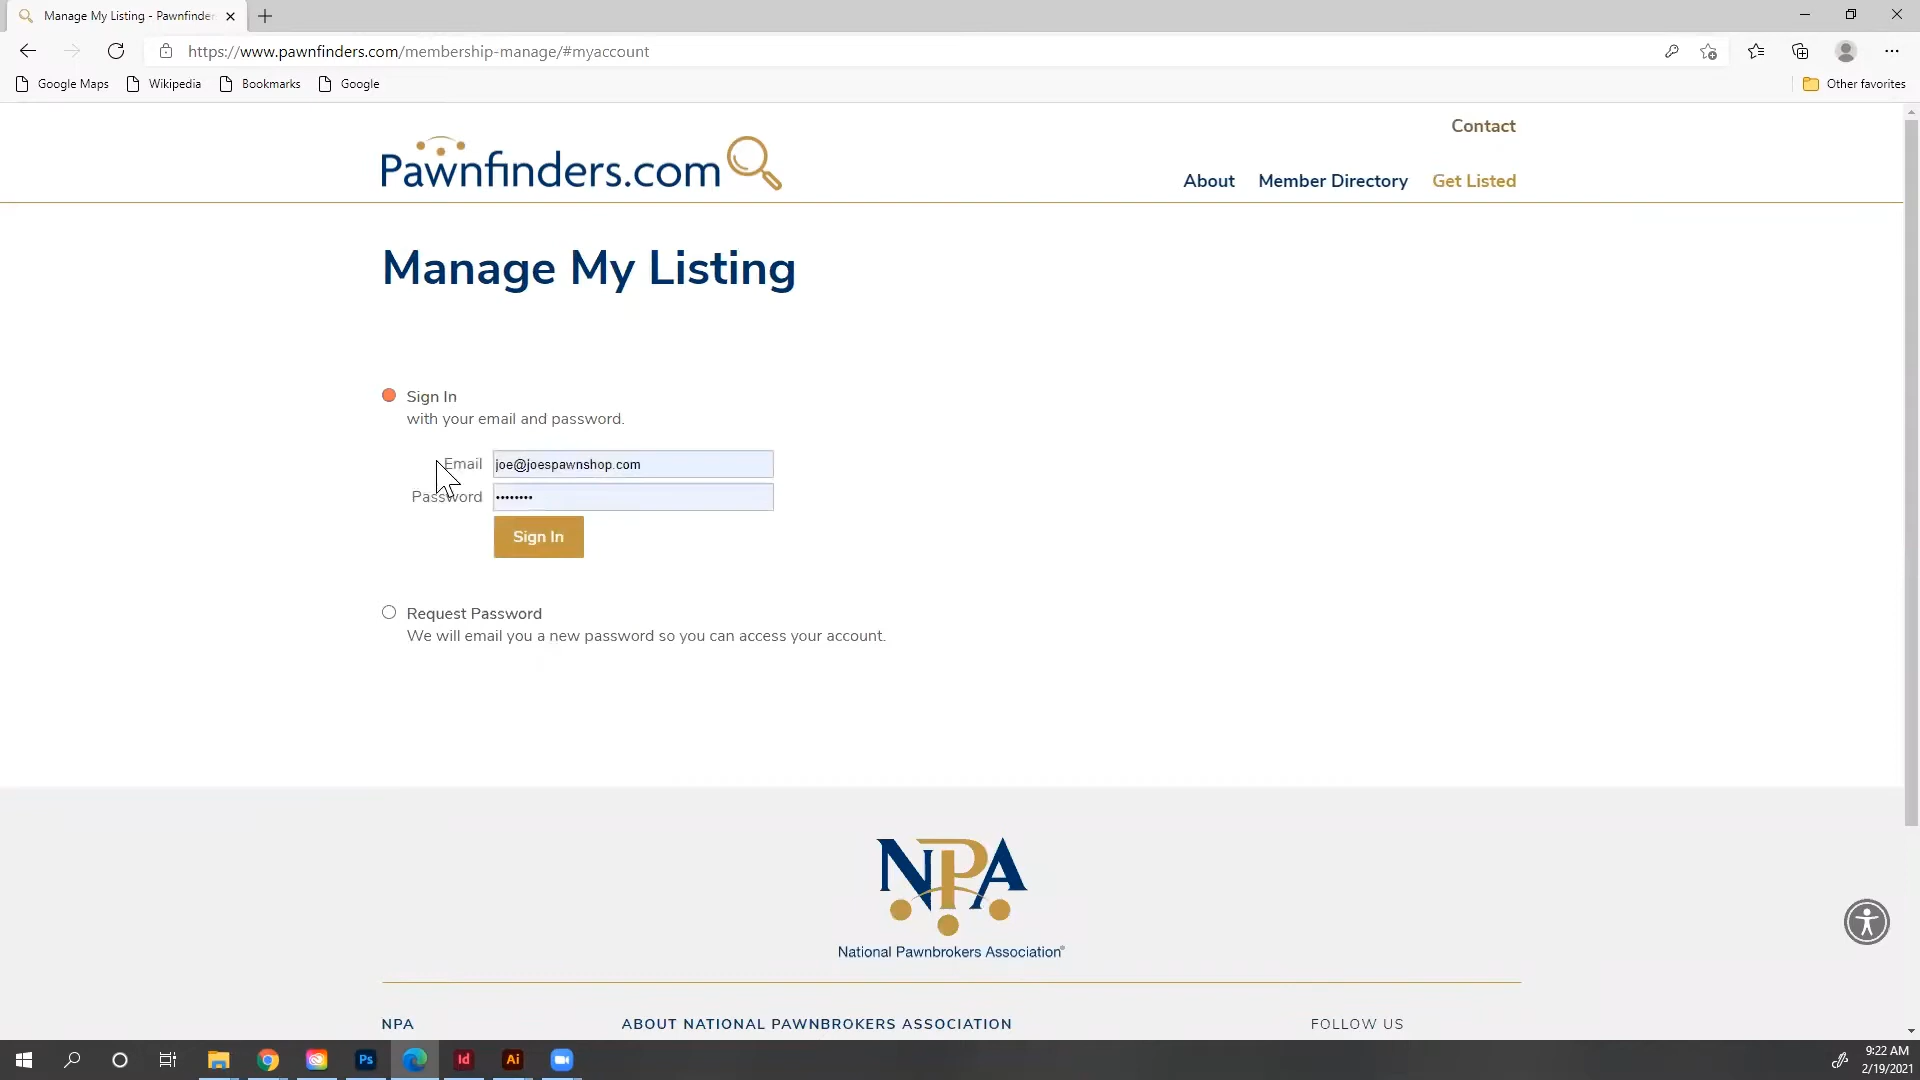 Manage My Listing - Pawnfinder
https://www.pawnfinders.com/membership-manage/#myaccount
Google Maps Wikipedia Bookmarks Google Other favorites
Contact
Pawnfinders.com
About Member Directory Get Listed
Manage My Listing
Sign In
with your email and password.
Email joe@joespawnshop.com
Password ••••••••
Sign In
Request Password
We will email you a new password so you can access your account.
NPA
National Pawnbrokers Association®
NPA ABOUT NATIONAL PAWNBROKERS ASSOCIATION FOLLOW US
Ps Id Ai
9:22 AM
2/19/2021